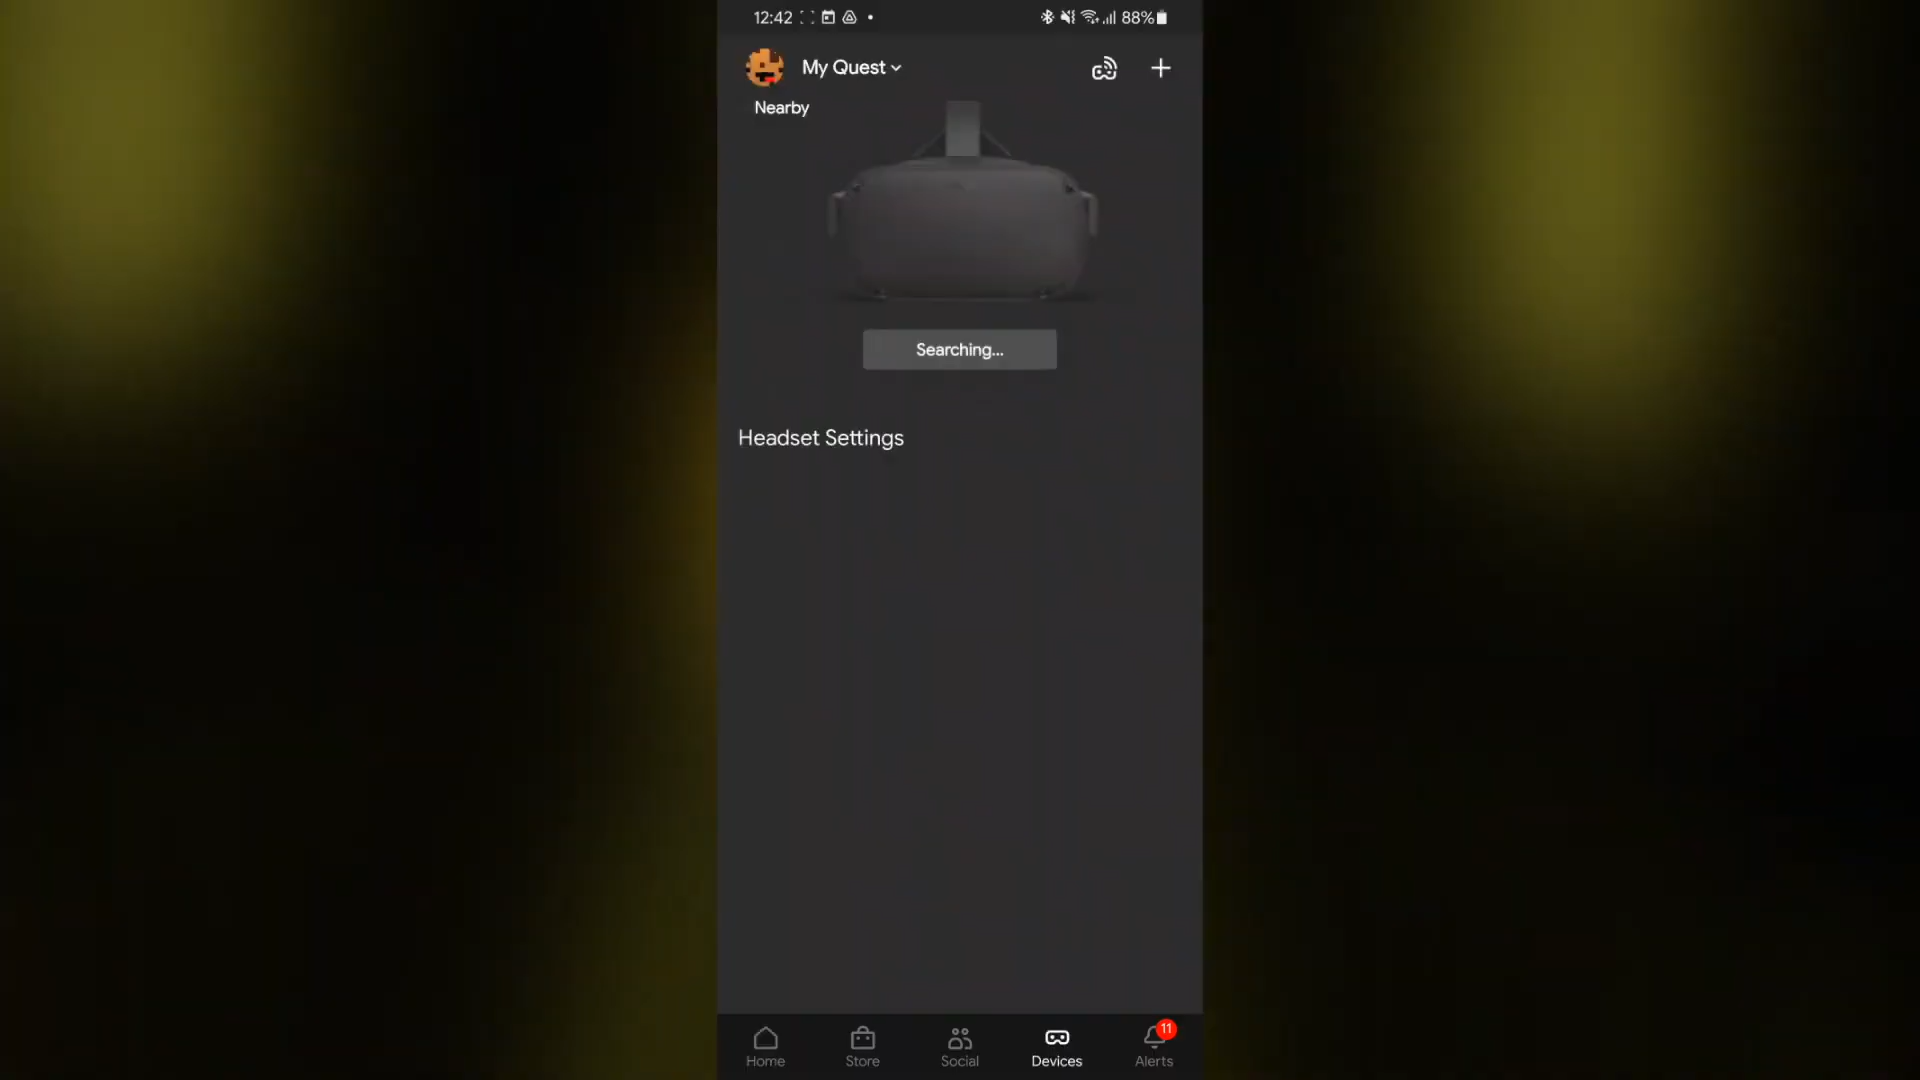 12:42 88%
My Quest
Nearby
Searching...
Headset Settings
Home Store Social Devices Alerts
11